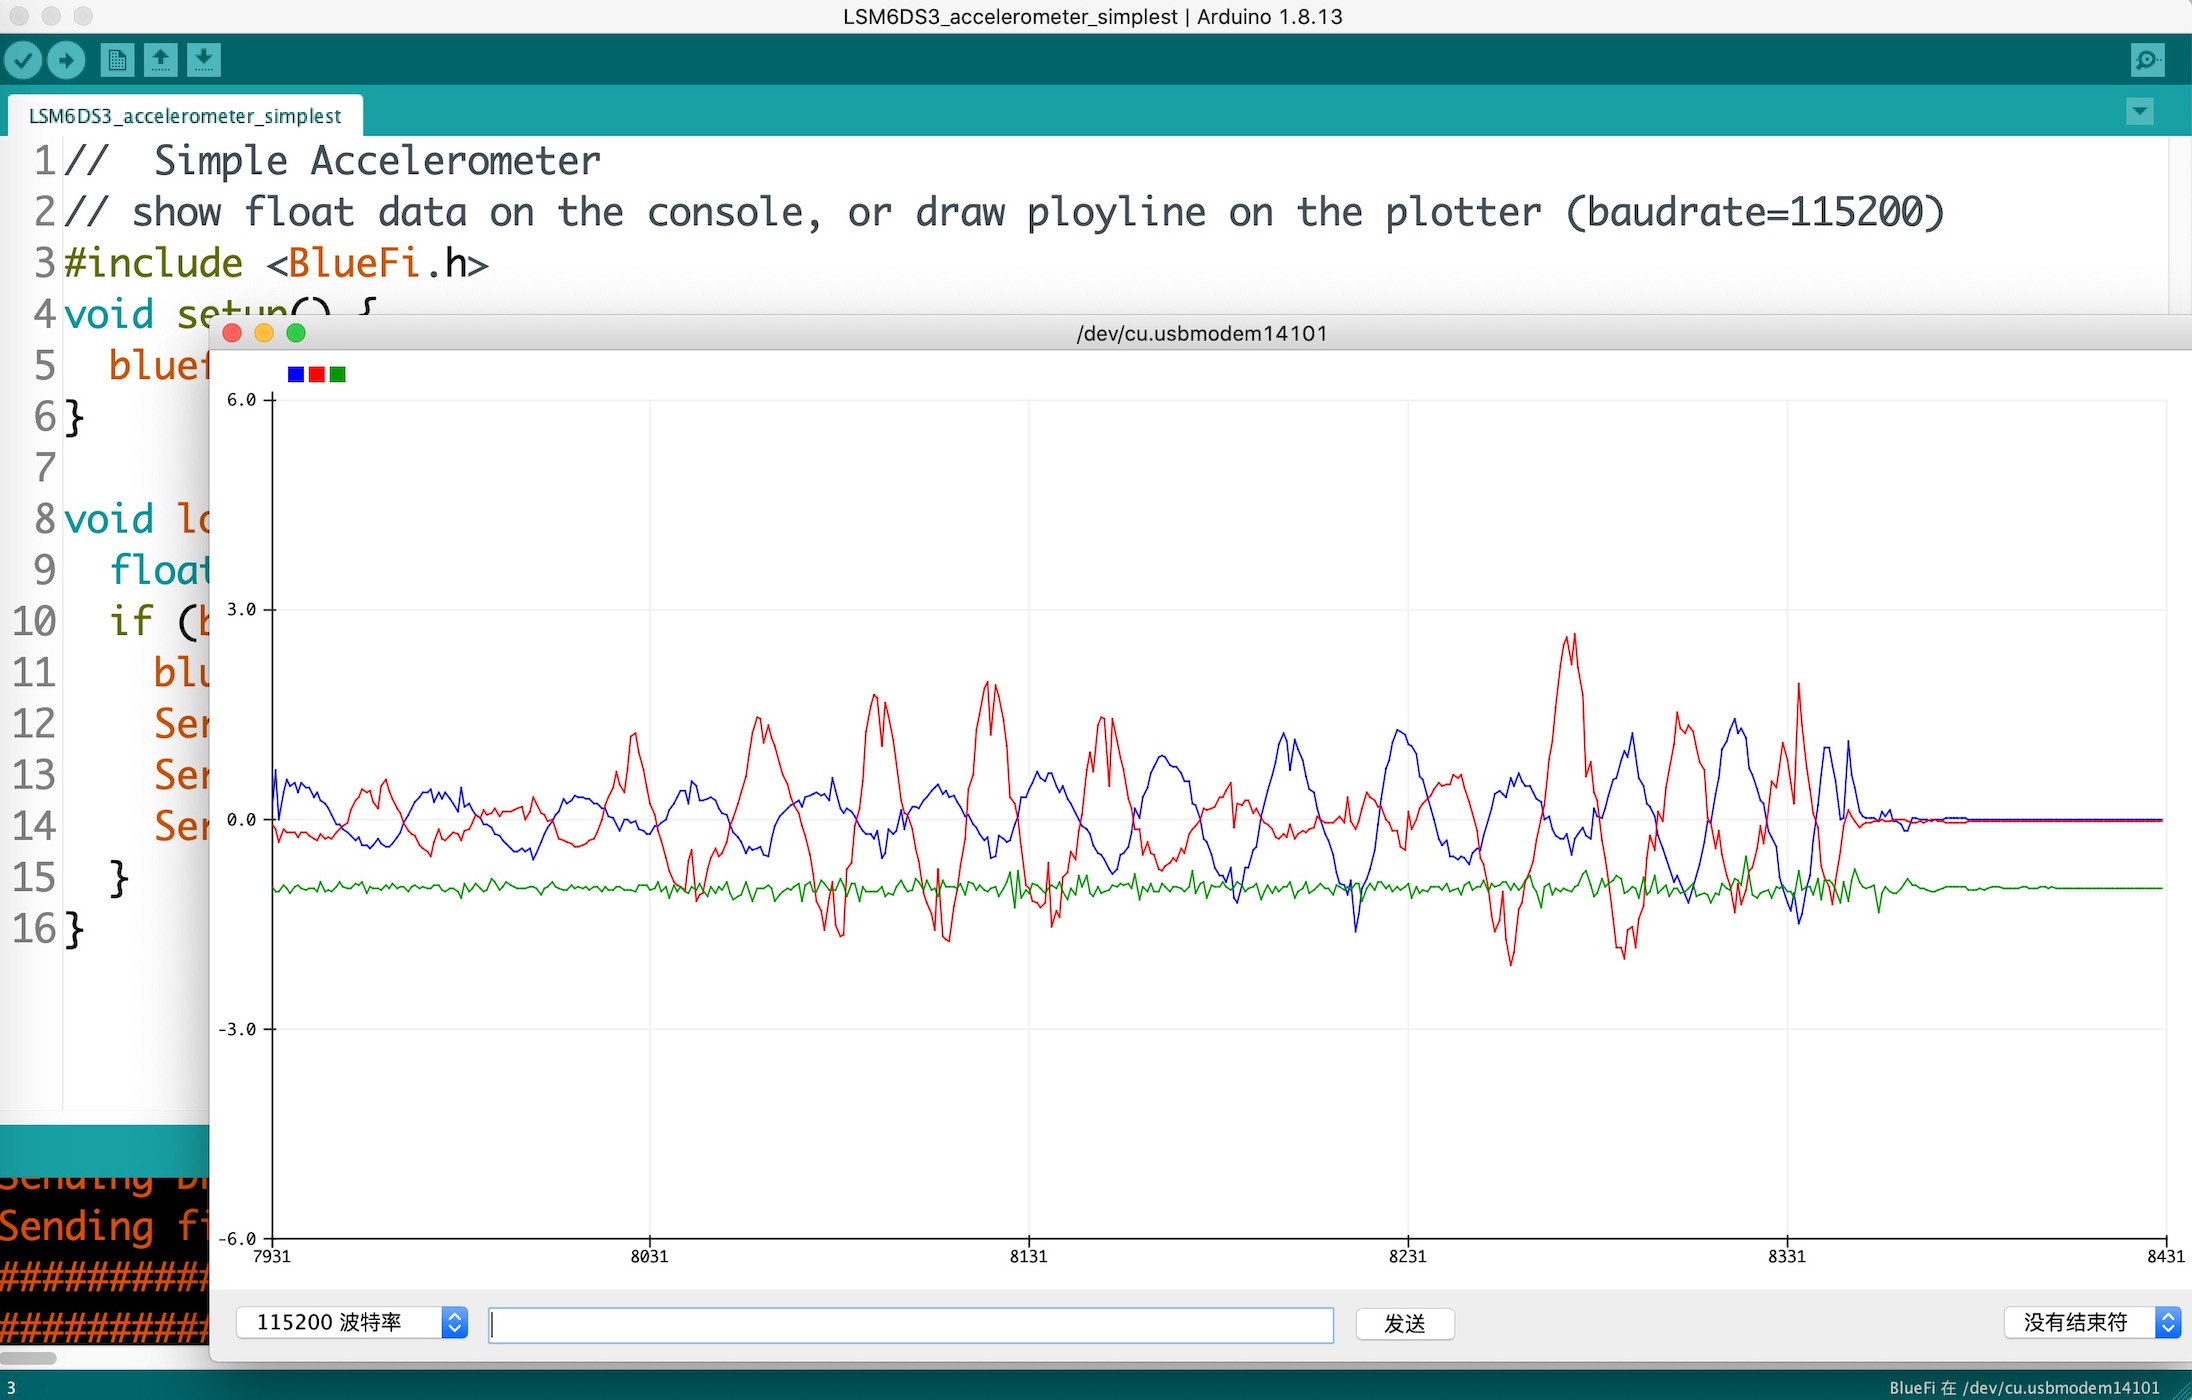 LSM6DS3_accelerometer_simplest | Arduino 1.8.13
LSM6DS3_accelerometer_simplest
1 //  Simple Accelerometer
2 // show float data on the console, or draw ployline on the plotter (baudrate=115200)
3 #include <BlueFi.h>
4 void setup() {
5 bluef
6 }
7
8 void lo
9 float
10 if (b
11 blu
12 Ser
13 Ser
14 Ser
15 }
16 }
/dev/cu.usbmodem14101
6.0
3.0
0.0
-3.0
-6.0
7931 8031 8131 8231 8331 8431
115200 波特率
发送
没有结束符
Sending
Sending fi
##########
##########
3
BlueFi 在 /dev/cu.usbmodem14101